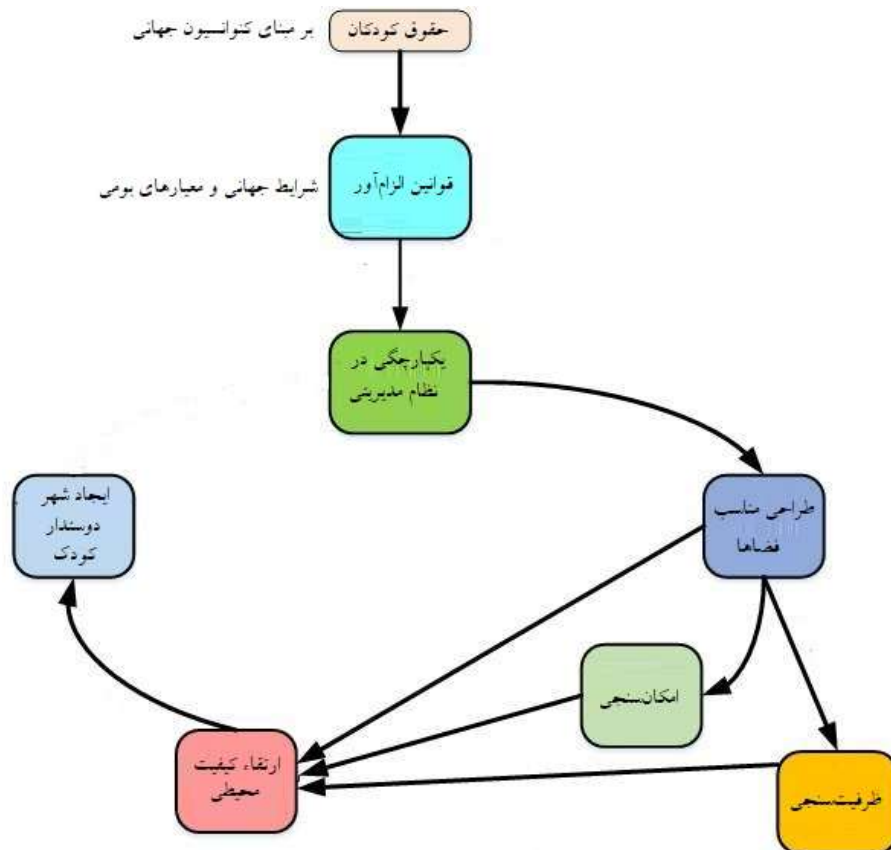 حقوق کودکان
بر مبنای کنوانسیون جهانی
قوانین الزام‌آور
شرایط جهانی و معیارهای بومی
یکپارچگی در
نظام مدیریتی
طراحی مناسب
فضاها
ایجاد شهر
دوستدار
کودک
امکان‌سنجی
ارتقاء کیفیت
محیطی
ظرفیت‌سنجی